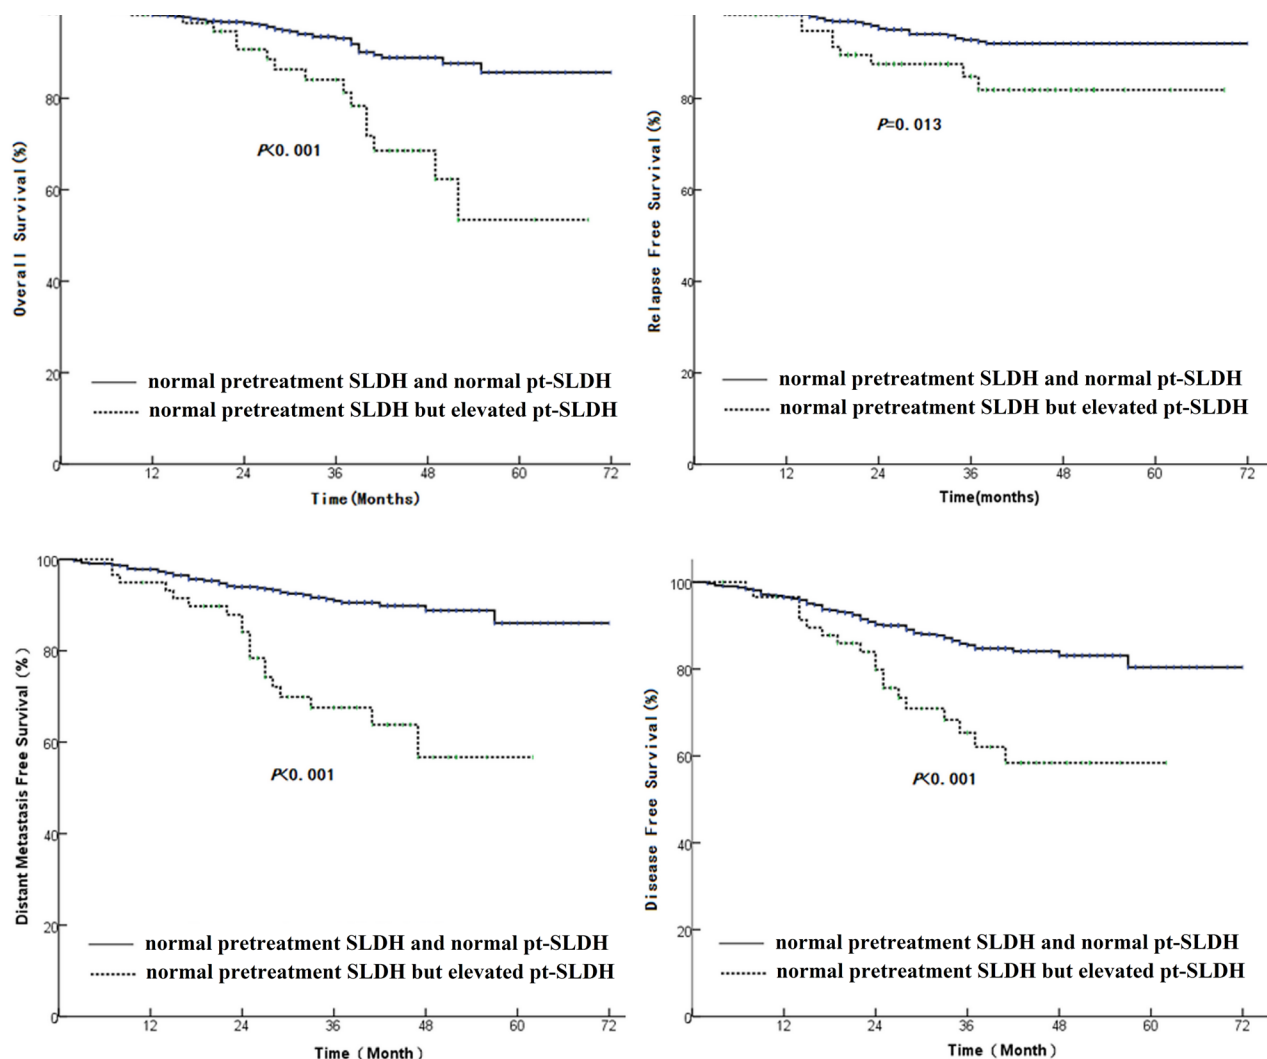 Overall Survival(%)
80
60
40
20
0
P<0.001
normal pretreatment SLDH and normal pt-SLDH
normal pretreatment SLDH but elevated pt-SLDH
12 24 36 48 60 72
Time(Months)
Relapse Free Survival(%)
80
60
40
20
0
P=0.013
normal pretreatment SLDH and normal pt-SLDH
normal pretreatment SLDH but elevated pt-SLDH
12 24 36 48 60 72
Time(months)
Distant Metastasis Free Survival (%)
100
80
60
40
20
0
P<0.001
normal pretreatment SLDH and normal pt-SLDH
normal pretreatment SLDH but elevated pt-SLDH
12 24 36 48 60 72
Time (Month)
Disease Free Survival(%)
100
80
60
40
20
0
P<0.001
normal pretreatment SLDH and normal pt-SLDH
normal pretreatment SLDH but elevated pt-SLDH
12 24 36 48 60 72
Time (Month)